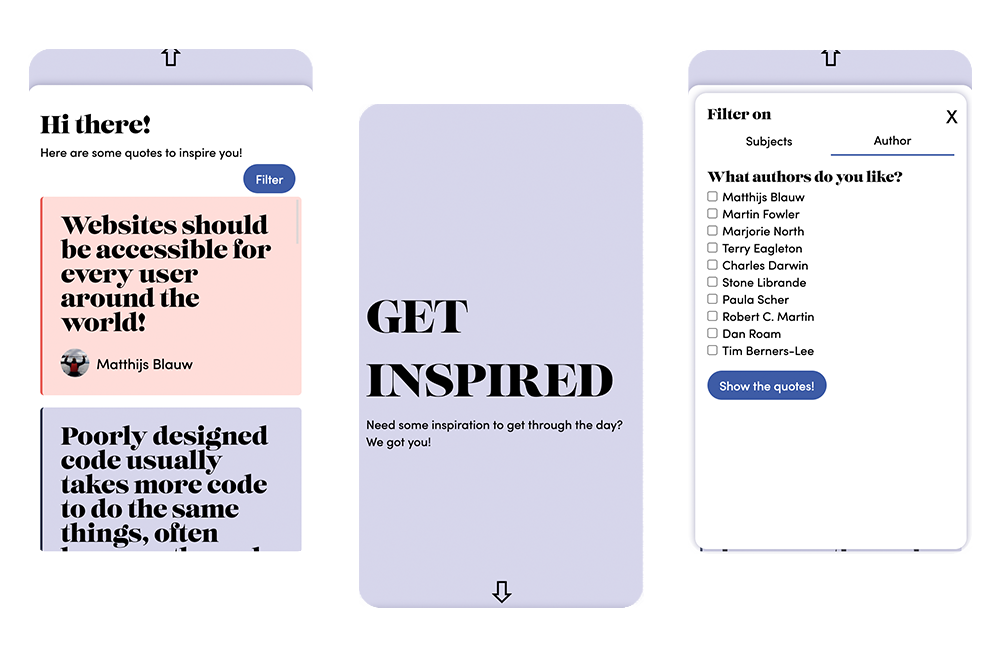 Hi there!
Here are some quotes to inspire you!
Filter
Websites should
be accessible for
every user
around the
world!
Matthijs Blauw
Poorly designed
code usually
takes more code
to do the same
things, often
GET
INSPIRED
Need some inspiration to get through the day?
We got you!
Filter on
X
Subjects
Author
What authors do you like?
Matthijs Blauw
Martin Fowler
Marjorie North
Terry Eagleton
Charles Darwin
Stone Librande
Paula Scher
Robert C. Martin
Dan Roam
Tim Berners-Lee
Show the quotes!